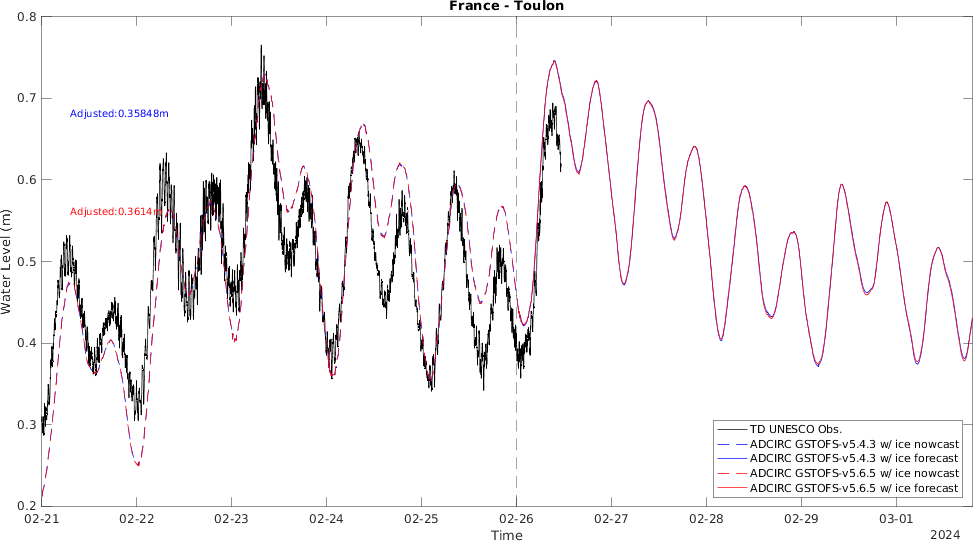 France - Toulon
0.8
0.7
0.6
0.5
0.4
0.3
0.2
Water Level (m)
Adjusted:0.35848m
Adjusted:0.3614m
TD UNESCO Obs.
ADCIRC GSTOFS-v5.4.3 w/ ice nowcast
ADCIRC GSTOFS-v5.4.3 w/ ice forecast
ADCIRC GSTOFS-v5.6.5 w/ ice nowcast
ADCIRC GSTOFS-v5.6.5 w/ ice forecast
02-21 02-22 02-23 02-24 02-25 02-26 02-27 02-28 02-29 03-01
Time
2024